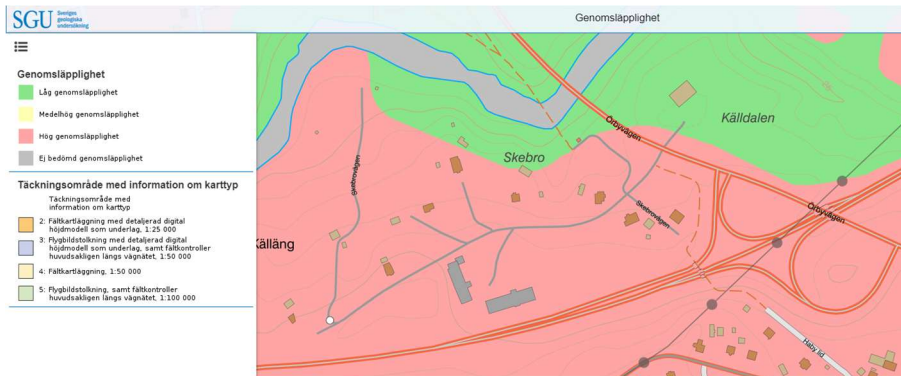 SGU Sveriges
geologiska
undersökning
Genomsläpplighet
Genomsläpplighet
Låg genomsläpplighet
Medelhög genomsläpplighet
Hög genomsläpplighet
Ej bedömd genomsläpplighet
Täckningsområde med information om karttyp
Täckningsområde med
information om karttyp
2: Fältkartläggning med detaljerad digital
höjdmodell som underlag, 1:25 000
3: Flygbildstolkning med detaljerad digital
höjdmodell som underlag, samt fältkontroller
huvudsakligen längs vägnätet, 1:50 000
4: Fältkartläggning, 1:50 000
5: Flygbildstolkning, samt fältkontroller
huvudsakligen längs vägnätet, 1:100 000
Örbyvägen
Källdalen
Skebro
Skebrovägen
Örbyvägen
Källäng
Haby lid